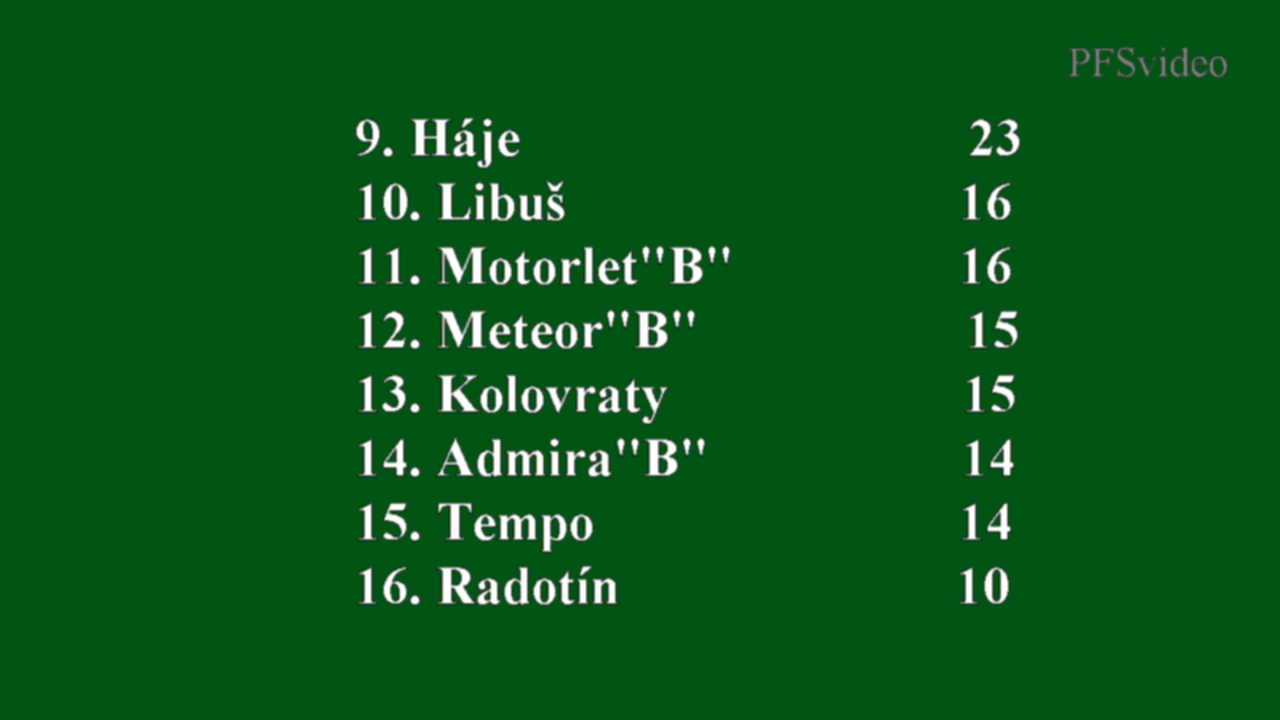 PFSvideo
9. Háje 23
10. Libuš 16
11. Motorlet"B" 16
12. Meteor"B" 15
13. Kolovraty 15
14. Admira"B" 14
15. Tempo 14
16. Radotín 10